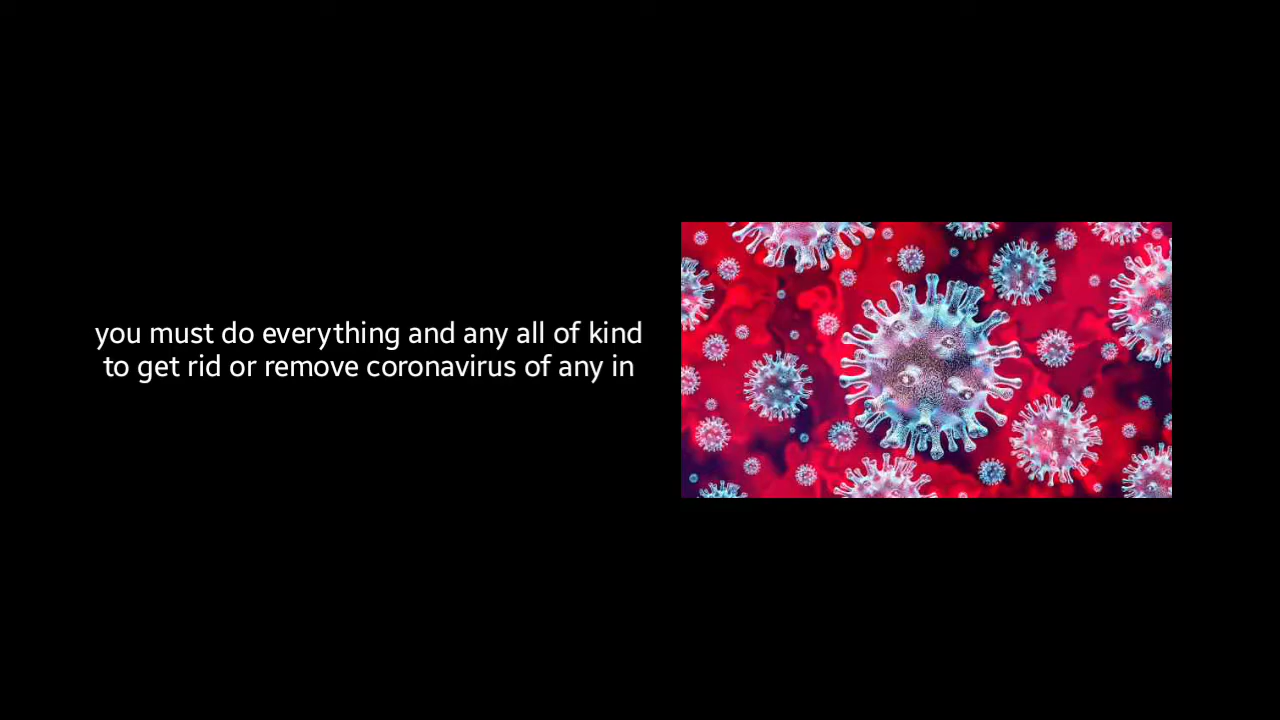 you must do everything and any all of kind
to get rid or remove coronavirus of any in